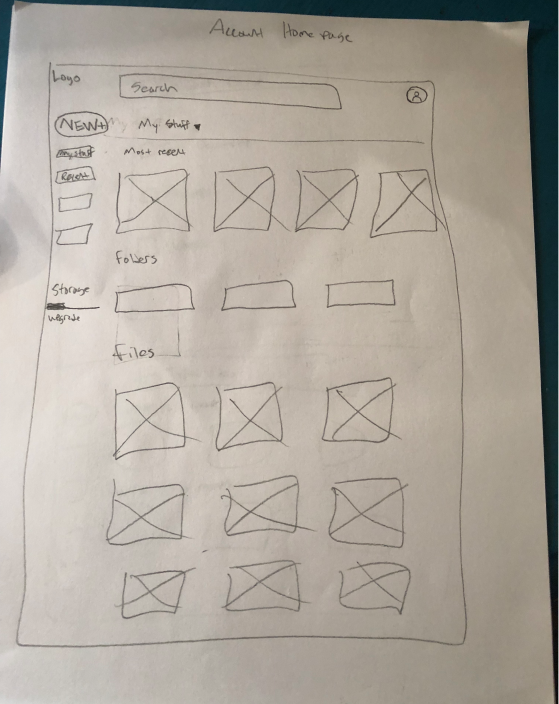 Account Home page
Logo
Search
NEW+
My Stuff
My Stuff
Most recent
Recent
Folders
Storage
upgrade
Files